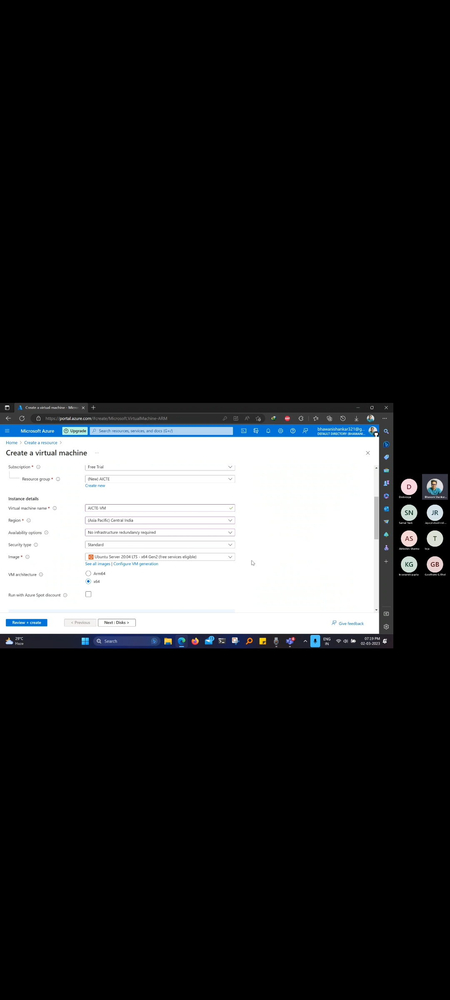 Create a virtual machine - Micro
https://portal.azure.com/#create/Microsoft.VirtualMachine-ARM
ABP
Microsoft Azure
Upgrade
Search resources, services, and docs (G+/)
bhawanishankar321@g...
DEFAULT DIRECTORY (BHAWANI...
Home > Create a resource >
Create a virtual machine ...
Subscription * Free Trial
Resource group * (New) AICTE
Create new
Instance details
Virtual machine name * AICTE-VM
Region * (Asia Pacific) Central India
Availability options No infrastructure redundancy required
Security type Standard
Image * Ubuntu Server 20.04 LTS - x64 Gen2 (free services eligible)
See all images | Configure VM generation
VM architecture Arm64
x64
Run with Azure Spot discount
Review + create < Previous Next : Disks > Give feedback
D
Dedeepya Bhawani Shankar...
SN JR
Samar Naik Jayaprakash red...
AS T
Abhishek Sharma teja
KG GB
krusnansh gupta Gowthami G Bhat
29°C
Haze
Search
13
4
ENG
IN
07:19 PM
02-03-2023